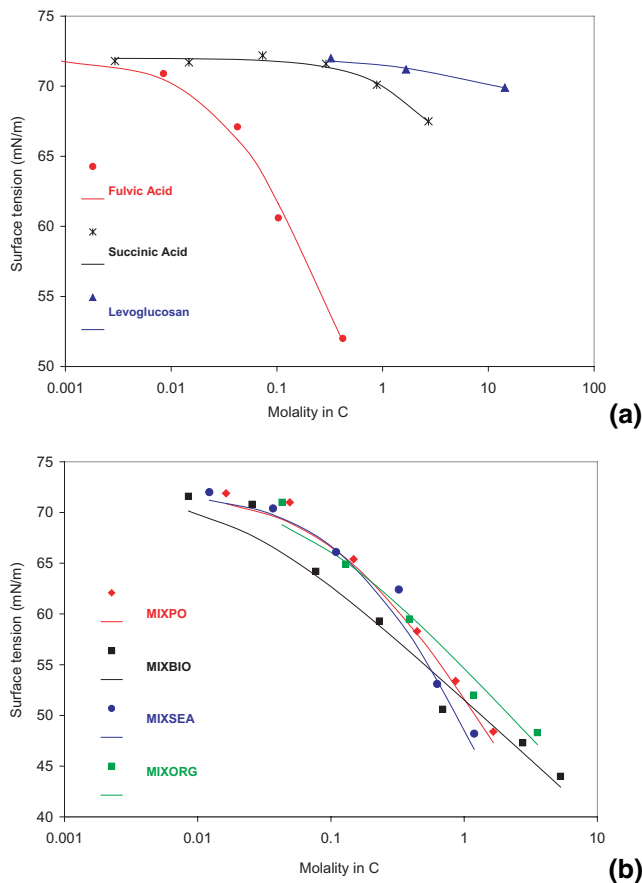 75
(a)
70
65
60
55
50
Surface tension (mN/m)
Fulvic Acid
Succinic Acid
Levoglucosan
0.001 0.01 0.1 1 10 100
Molality in C
75
(b)
70
65
60
55
50
45
40
Surface tension (mN/m)
MIXPO
MIXBIO
MIXSEA
MIXORG
0.001 0.01 0.1 1 10
Molality in C